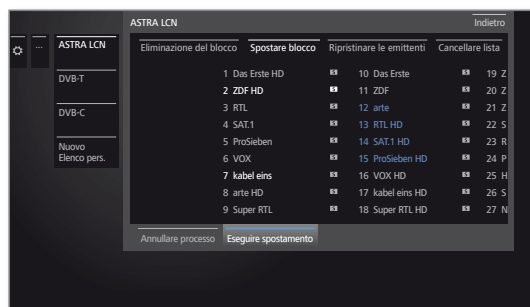 ASTRA LCN
Indietro
...
ASTRA LCN
DVB-T
DVB-C
Nuovo
Elenco pers.
Eliminazione del blocco Spostare blocco Ripristinare le emittenti Cancellare lista
1 Das Erste HD S 10 Das Erste S 19 Z
2 ZDF HD S 11 ZDF S 20 Z
3 RTL S 12 arte S 21 Z
4 SAT.1 S 13 RTL HD S 22 S
5 ProSieben S 14 SAT.1 HD S 23 R
6 VOX S 15 ProSieben HD S 24 P
7 kabel eins S 16 VOX HD S 25 H
8 arte HD S 17 kabel eins HD S 26 S
9 Super RTL S 18 Super RTL HD S 27 N
Annullare processo Eseguire spostamento